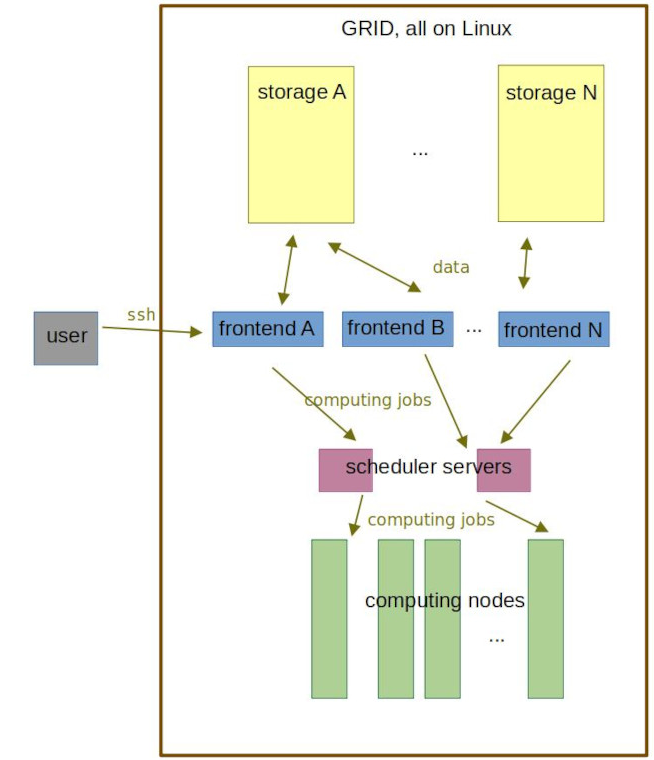 GRID, all on Linux
storage A
storage N
...
data
ssh
user
frontend A
frontend B
...
frontend N
computing jobs
scheduler servers
computing jobs
computing nodes
...